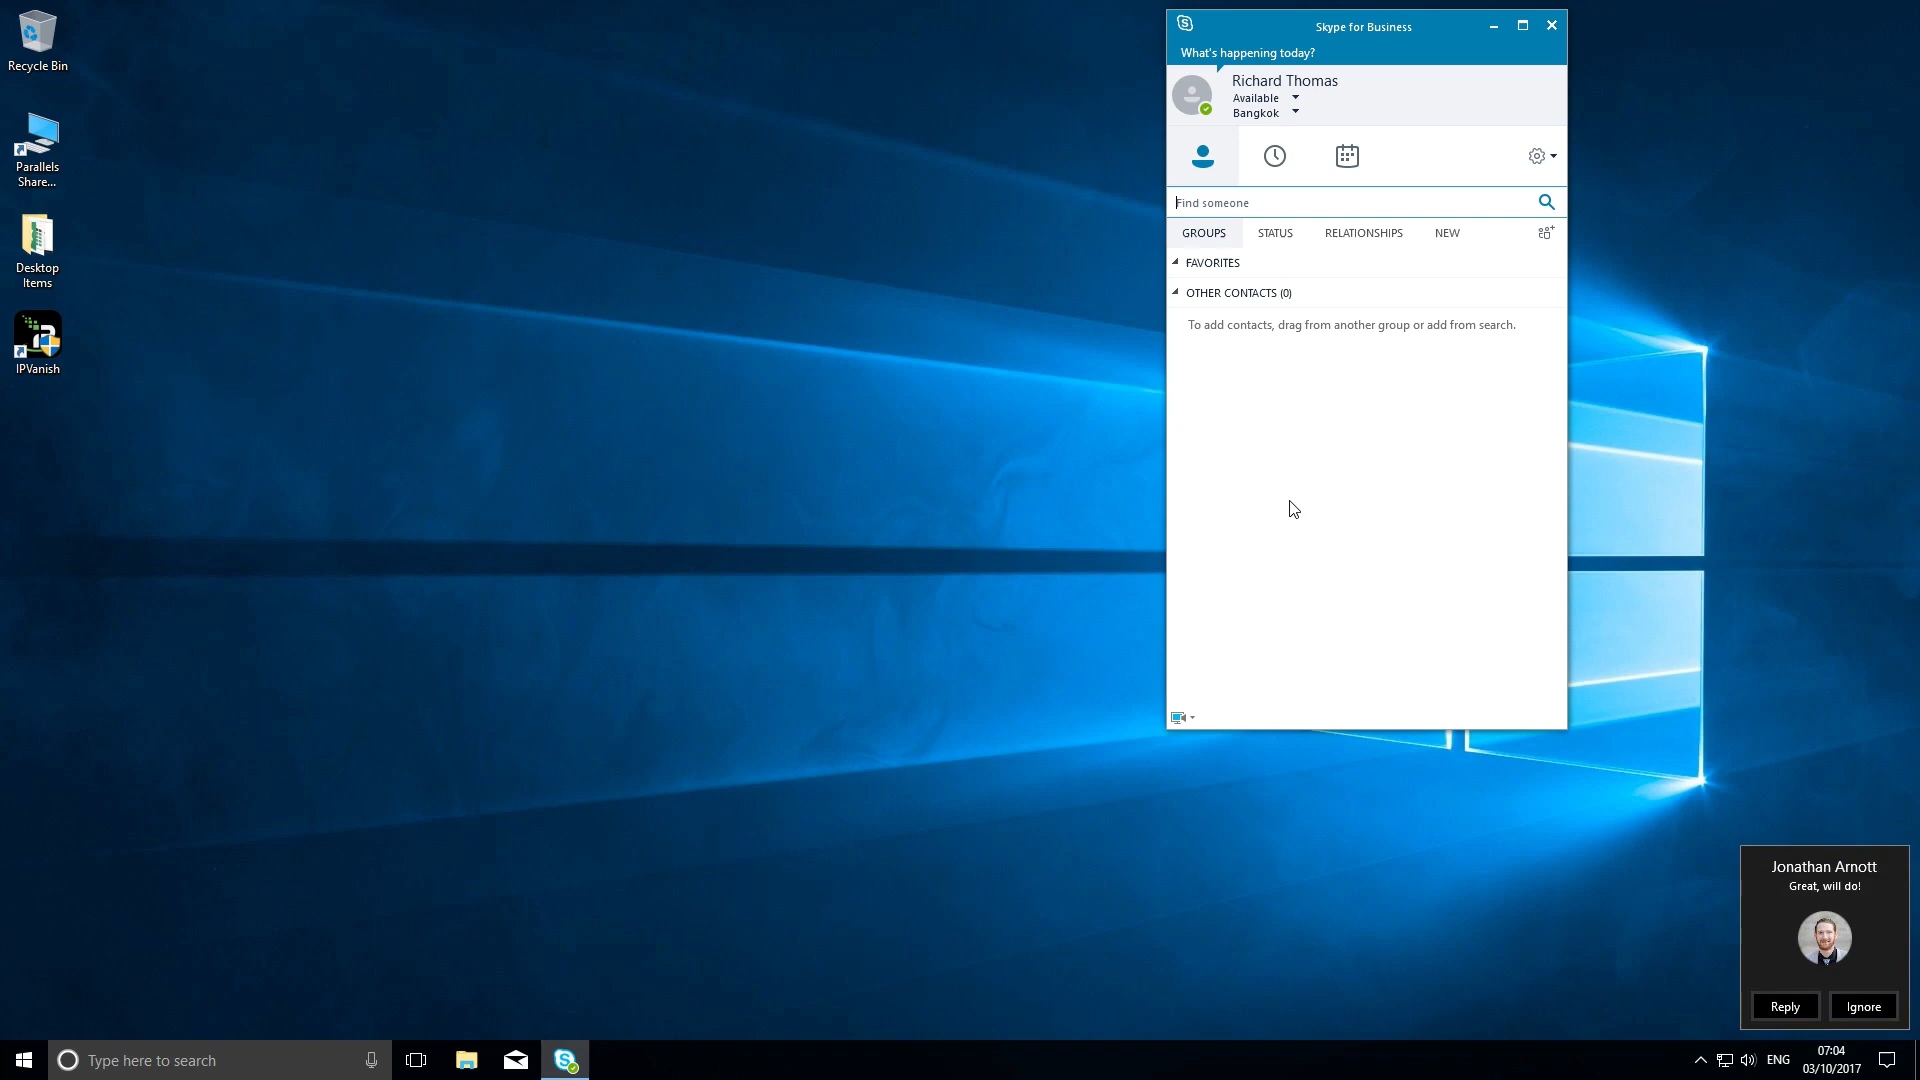 Recycle Bin
Parallels
Share...
Desktop
Items
IPVanish
Skype for Business
What's happening today?
Richard Thomas
Available
Bangkok
Find someone
GROUPS STATUS RELATIONSHIPS NEW
FAVORITES
OTHER CONTACTS (0)
To add contacts, drag from another group or add from search.
Jonathan Arnott
Great, will do!
Reply Ignore
Type here to search
ENG
07:04
03/10/2017